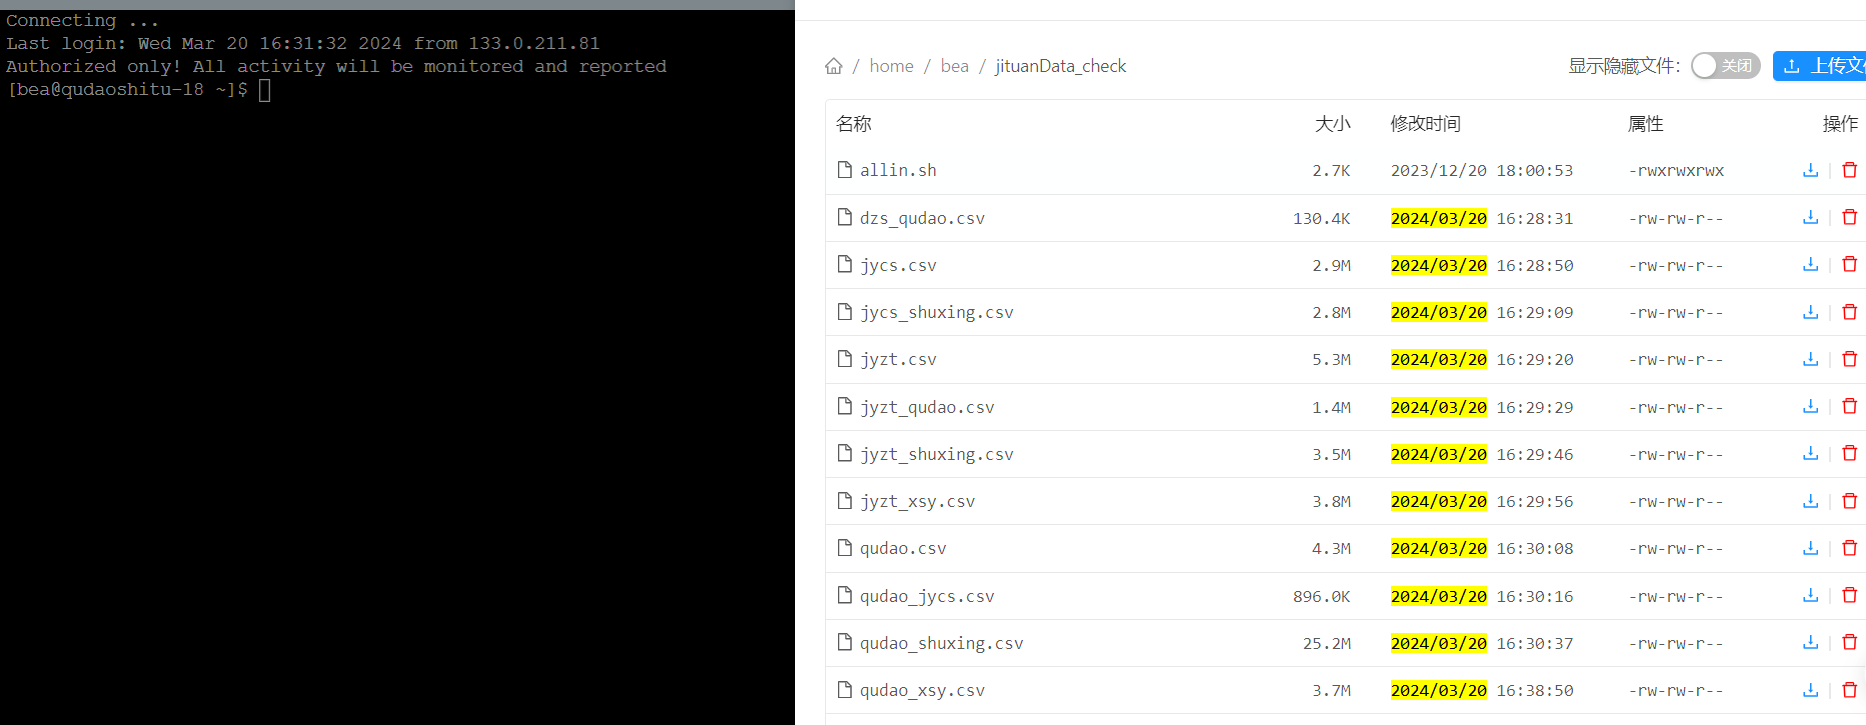 Connecting ...
Last login: Wed Mar 20 16:31:32 2024 from 133.0.211.81
Authorized only! All activity will be monitored and reported
[bea@qudaoshitu-18 ~]$
/ home / bea / jituanData_check
显示隐藏文件: 关闭 上传文件
名称 大小 修改时间 属性 操作
allin.sh 2.7K 2023/12/20 18:00:53 -rwxrwxrwx
dzs_qudao.csv 130.4K 2024/03/20 16:28:31 -rw-rw-r--
jycs.csv 2.9M 2024/03/20 16:28:50 -rw-rw-r--
jycs_shuxing.csv 2.8M 2024/03/20 16:29:09 -rw-rw-r--
jyzt.csv 5.3M 2024/03/20 16:29:20 -rw-rw-r--
jyzt_qudao.csv 1.4M 2024/03/20 16:29:29 -rw-rw-r--
jyzt_shuxing.csv 3.5M 2024/03/20 16:29:46 -rw-rw-r--
jyzt_xsy.csv 3.8M 2024/03/20 16:29:56 -rw-rw-r--
qudao.csv 4.3M 2024/03/20 16:30:08 -rw-rw-r--
qudao_jycs.csv 896.0K 2024/03/20 16:30:16 -rw-rw-r--
qudao_shuxing.csv 25.2M 2024/03/20 16:30:37 -rw-rw-r--
qudao_xsy.csv 3.7M 2024/03/20 16:38:50 -rw-rw-r--